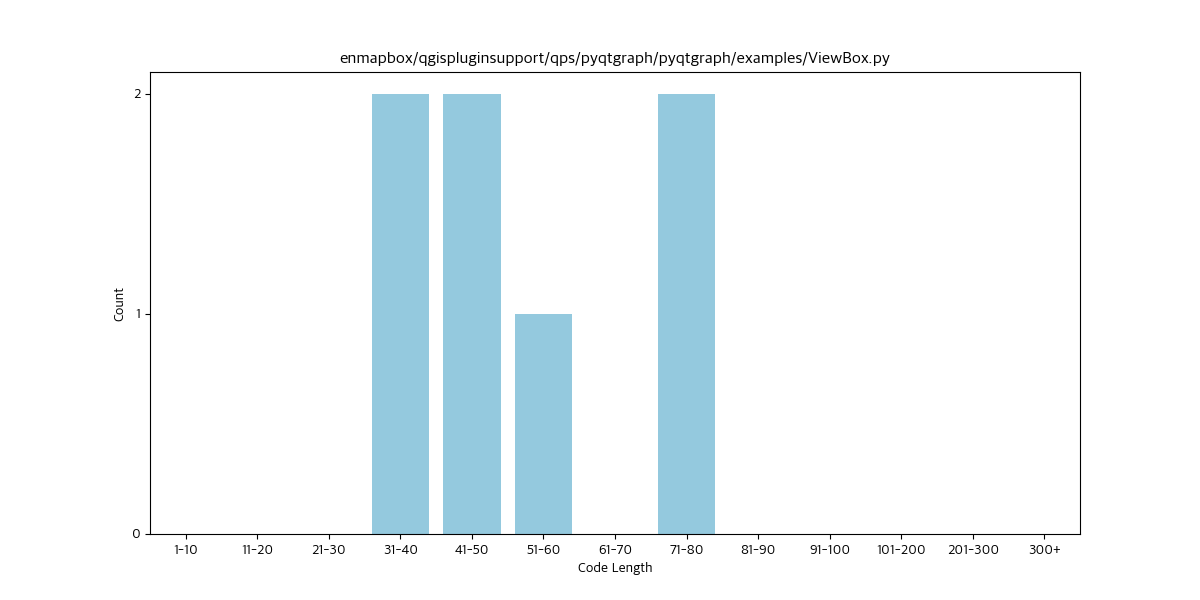 enmapbox/qgispluginsupport/qps/pyqtgraph/pyqtgraph/examples/ViewBox.py
2
1
0
Count
1-10 11-20 21-30 31-40 41-50 51-60 61-70 71-80 81-90 91-100 101-200 201-300 300+
Code Length